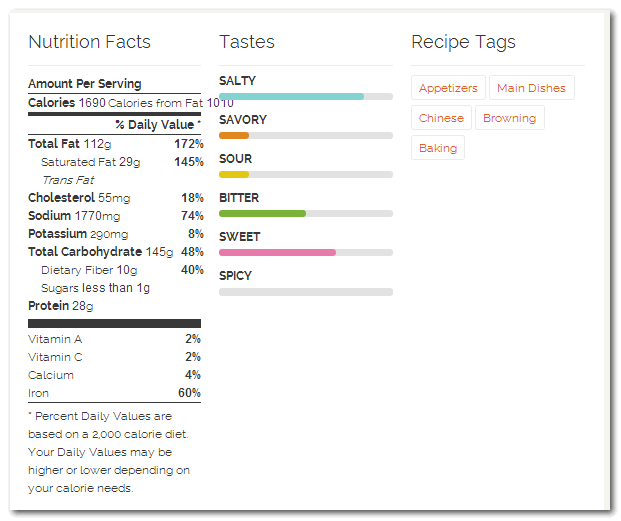 Nutrition Facts
Amount Per Serving
Calories 1690 Calories from Fat 1010
% Daily Value *
Total Fat 112g 172%
Saturated Fat 29g 145%
Trans Fat
Cholesterol 55mg 18%
Sodium 1770mg 74%
Potassium 290mg 8%
Total Carbohydrate 145g 48%
Dietary Fiber 10g 40%
Sugars less than 1g
Protein 28g
Vitamin A 2%
Vitamin C 2%
Calcium 4%
Iron 60%
* Percent Daily Values are
based on a 2,000 calorie diet.
Your Daily Values may be
higher or lower depending on
your calorie needs.
Tastes
SALTY
SAVORY
SOUR
BITTER
SWEET
SPICY
Recipe Tags
Appetizers Main Dishes
Chinese Browning
Baking